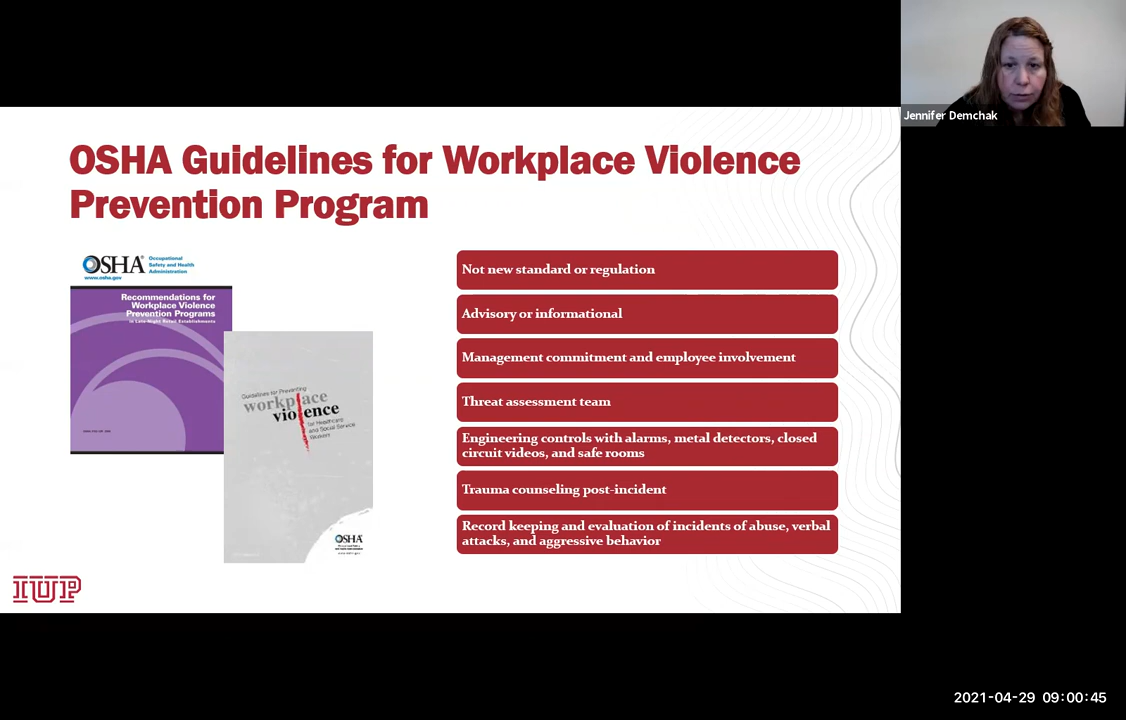 Jennifer Demchak
OSHA Guidelines for Workplace Violence
Prevention Program
OSHA® Occupational
Safety and Health
Administration
www.osha.gov
Recommendations for
Workplace Violence
Prevention Programs
in Late-Night Retail Establishments
Guidelines for Preventing
workplace
violence
for Healthcare
and Social Service
Workers
OSHA
Not new standard or regulation
Advisory or informational
Management commitment and employee involvement
Threat assessment team
Engineering controls with alarms, metal detectors, closed
circuit videos, and safe rooms
Trauma counseling post-incident
Record keeping and evaluation of incidents of abuse, verbal
attacks, and aggressive behavior
IUP
2021-04-29 09:00:45